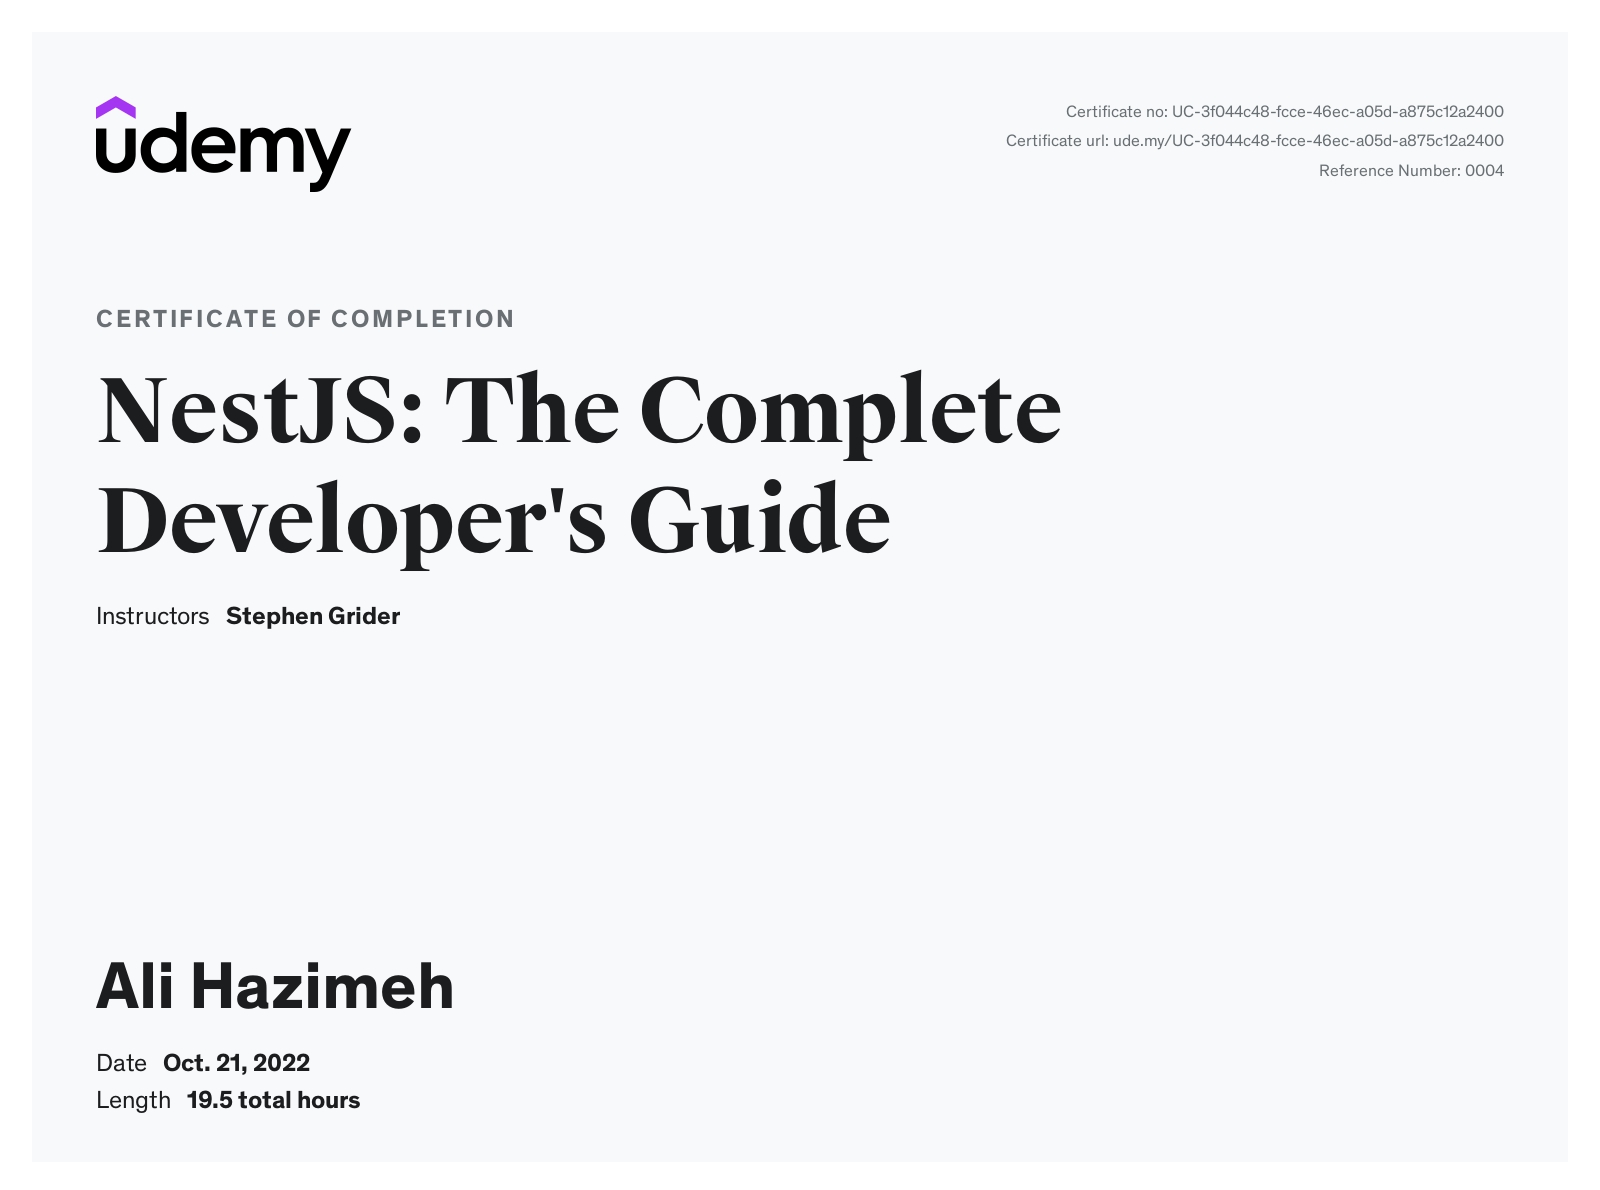 udemy
Certificate no: UC-3f044c48-fcce-46ec-a05d-a875c12a2400
Certificate url: ude.my/UC-3f044c48-fcce-46ec-a05d-a875c12a2400
Reference Number: 0004
CERTIFICATE OF COMPLETION
NestJS: The Complete
Developer's Guide
Instructors Stephen Grider
Ali Hazimeh
Date Oct. 21, 2022
Length 19.5 total hours